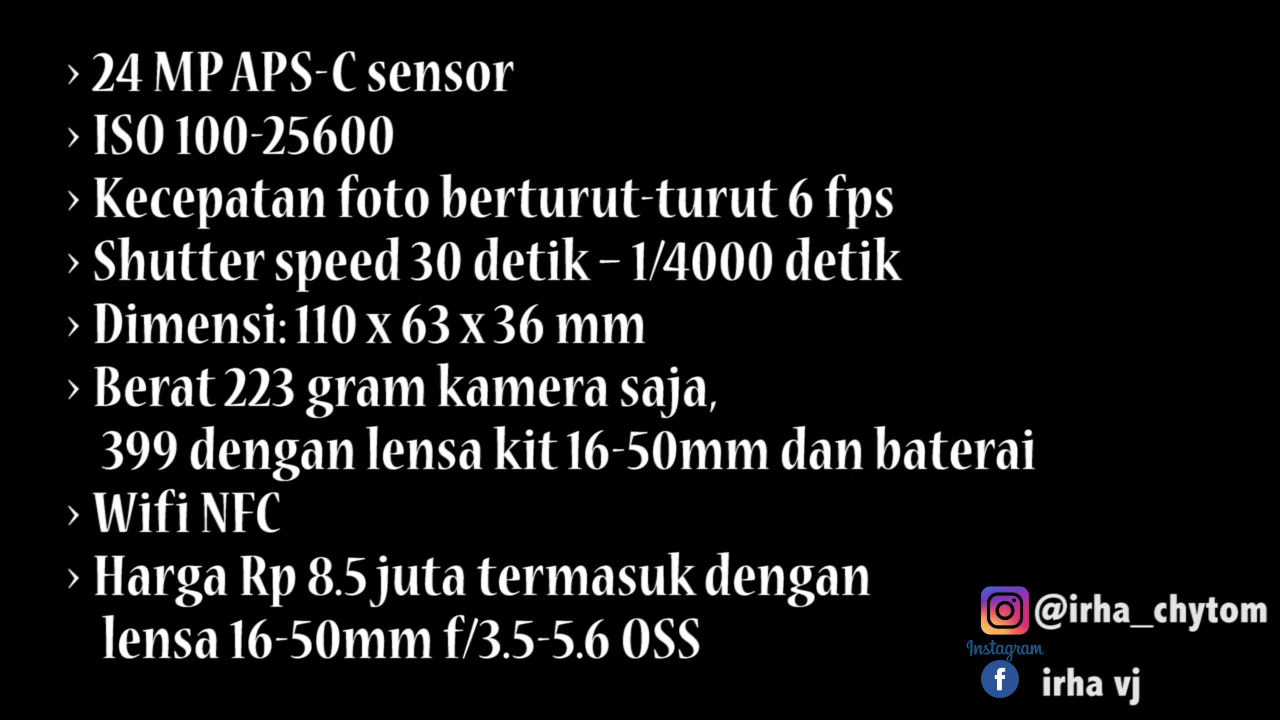 › 24 MP APS-C sensor
› ISO 100-25600
› Kecepatan foto berturut-turut 6 fps
› Shutter speed 30 detik – 1/4000 detik
› Dimensi: 110 x 63 x 36 mm
› Berat 223 gram kamera saja,
399 dengan lensa kit 16-50mm dan baterai
› Wifi NFC
› Harga Rp 8.5 juta termasuk dengan
lensa 16-50mm f/3.5-5.6 OSS
@irha_chytom
Instagram
f irha vj